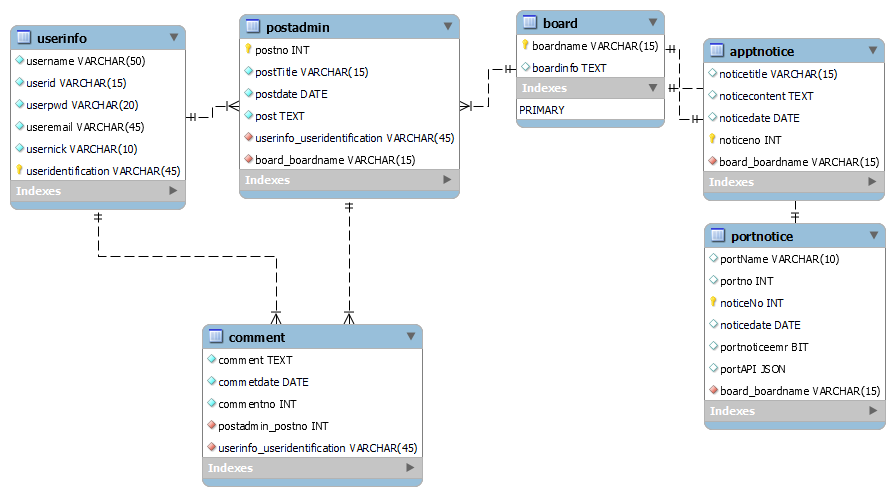 userinfo
username VARCHAR(50)
userid VARCHAR(15)
userpwd VARCHAR(20)
useremail VARCHAR(45)
usernick VARCHAR(10)
useridentification VARCHAR(45)
Indexes
postadmin
postno INT
postTitle VARCHAR(15)
postdate DATE
post TEXT
userinfo_useridentification VARCHAR(45)
board_boardname VARCHAR(15)
Indexes
board
boardname VARCHAR(15)
boardinfo TEXT
Indexes
PRIMARY
apptnotice
noticetitle VARCHAR(15)
noticecontent TEXT
noticedate DATE
noticeno INT
board_boardname VARCHAR(15)
Indexes
portnotice
portName VARCHAR(10)
portno INT
noticeNo INT
noticedate DATE
portnoticeemr BIT
portAPI JSON
board_boardname VARCHAR(15)
Indexes
comment
comment TEXT
commetdate DATE
commentno INT
postadmin_postno INT
userinfo_useridentification VARCHAR(45)
Indexes